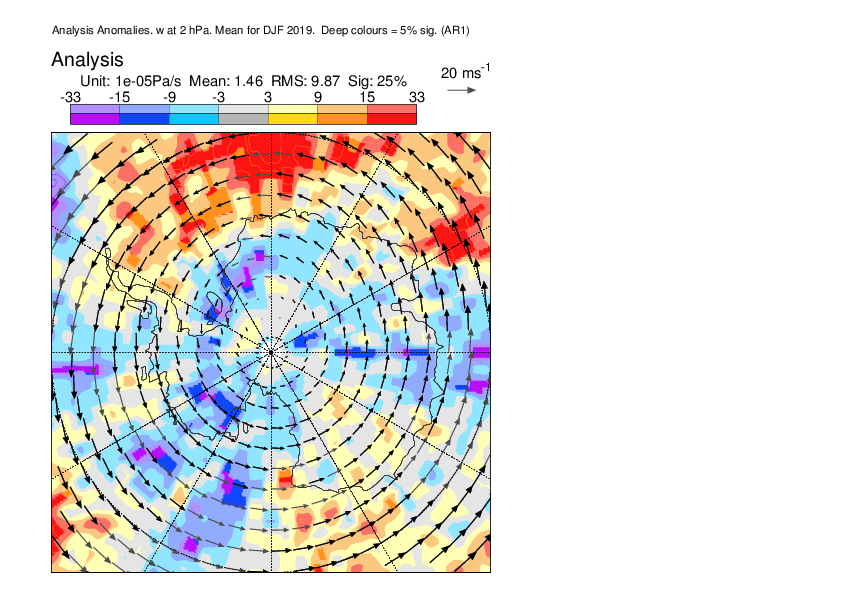 Analysis Anomalies. w at 2 hPa. Mean for DJF 2019.  Deep colours = 5% sig. (AR1)
Analysis
Unit: 1e-05Pa/s  Mean: 1.46  RMS: 9.87  Sig: 25%
20 ms⁻¹
-33 -15 -9 -3 3 9 15 33